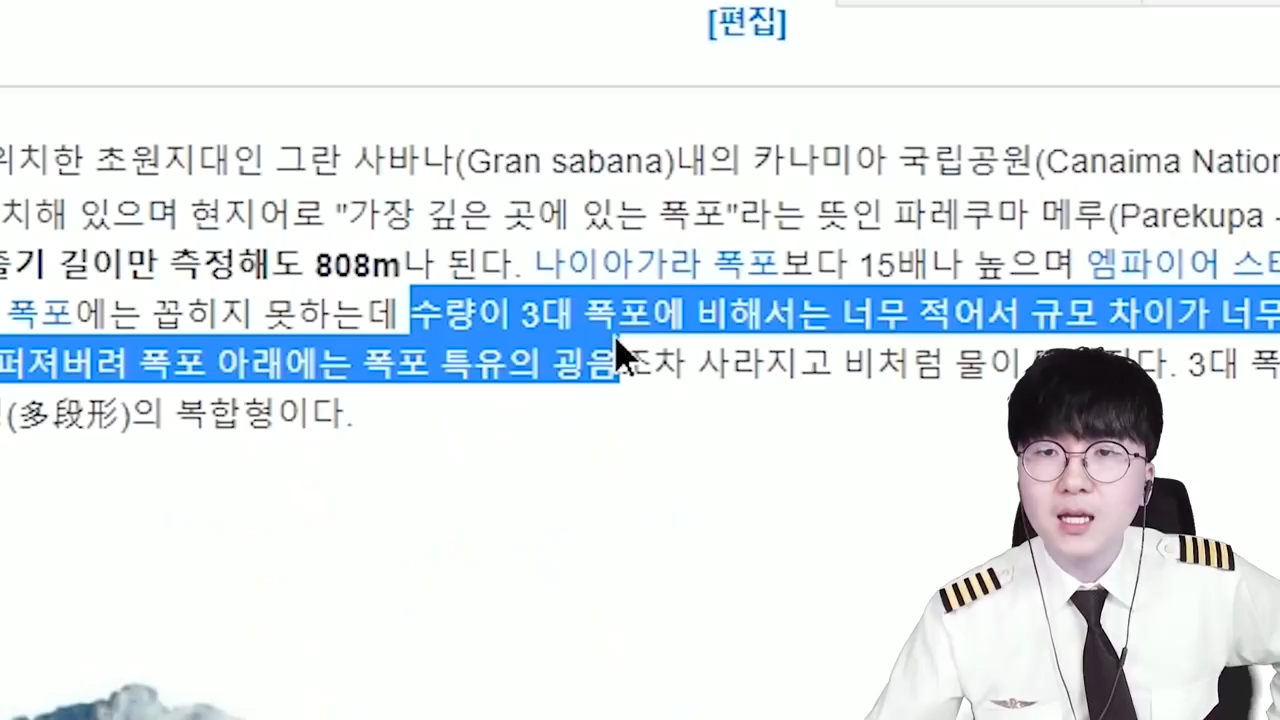 [편집]
위치한 초원지대인 그란 사바나(Gran sabana)내의 카나미아 국립공원(Canaima Nation
치해 있으며 현지어로 "가장 깊은 곳에 있는 폭포"라는 뜻인 파레쿠마 메루(Parekupa
줄기 길이만 측정해도 808m나 된다. 나이아가라 폭포보다 15배나 높으며 엠파이어 스테
폭포에는 꼽히지 못하는데 수량이 3대 폭포에 비해서는 너무 적어서 규모 차이가 너무
퍼져버려 폭포 아래에는 폭포 특유의 굉음조차 사라지고 비처럼 물이 진다. 3대 폭
(多段形)의 복합형이다.